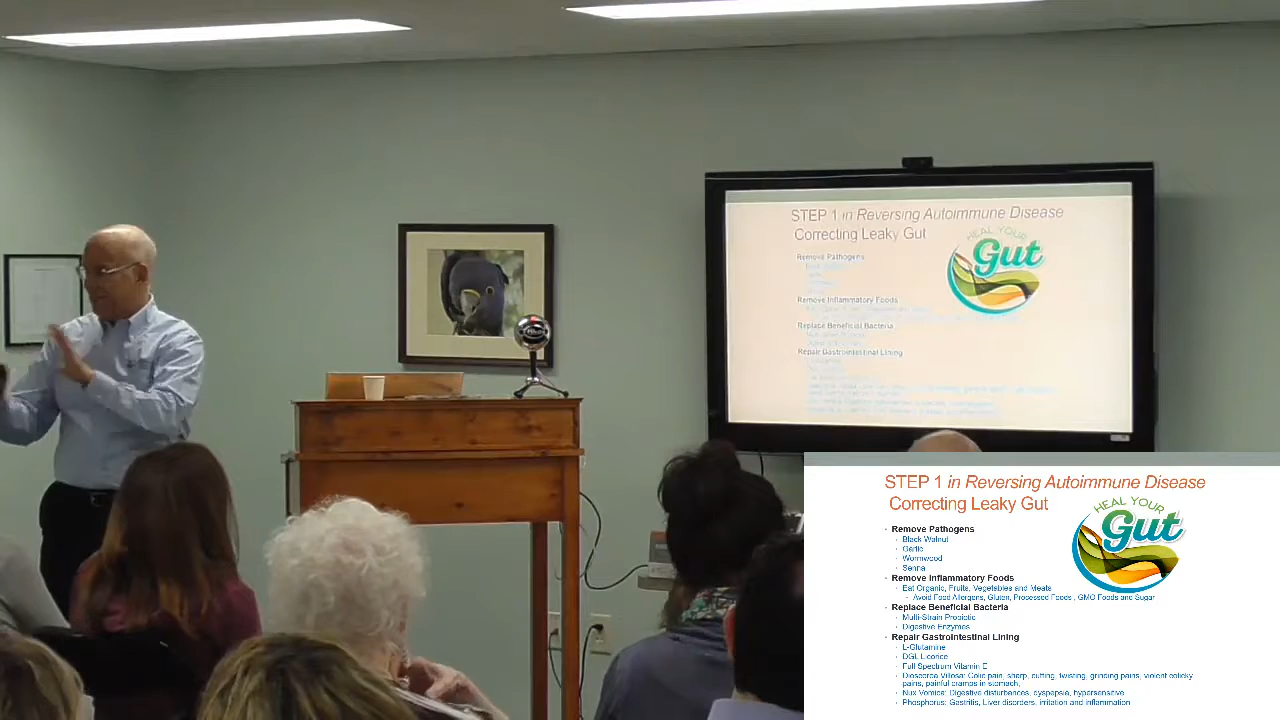 STEP 1 in Reversing Autoimmune Disease
Correcting Leaky Gut
HEAL YOUR
Gut
Remove Pathogens
Remove Inflammatory Foods
Replace Beneficial Bacteria
Repair Gastrointestinal Lining
STEP 1 in Reversing Autoimmune Disease
Correcting Leaky Gut
HEAL YOUR
Gut
Remove Pathogens
Black Walnut
Garlic
Wormwood
Senna
Remove Inflammatory Foods
Eat Organic, Fruits, Vegetables and Meats
Avoid Food Allergens, Gluten, Processed Foods , GMO Foods and Sugar
Replace Beneficial Bacteria
Multi-Strain Probiotic
Digestive Enzymes
Repair Gastrointestinal Lining
L-Glutamine
DGL Licorice
Full Spectrum Vitamin E
Dioscorea Villosa: Colic pain, sharp, cutting, twisting, grinding pains, violent colicky
pains, painful cramps in stomach,
Nux Vomica: Digestive disturbances, dyspepsia, hypersensitive
Phosphorus: Gastritis, Liver disorders, irritation and inflammation